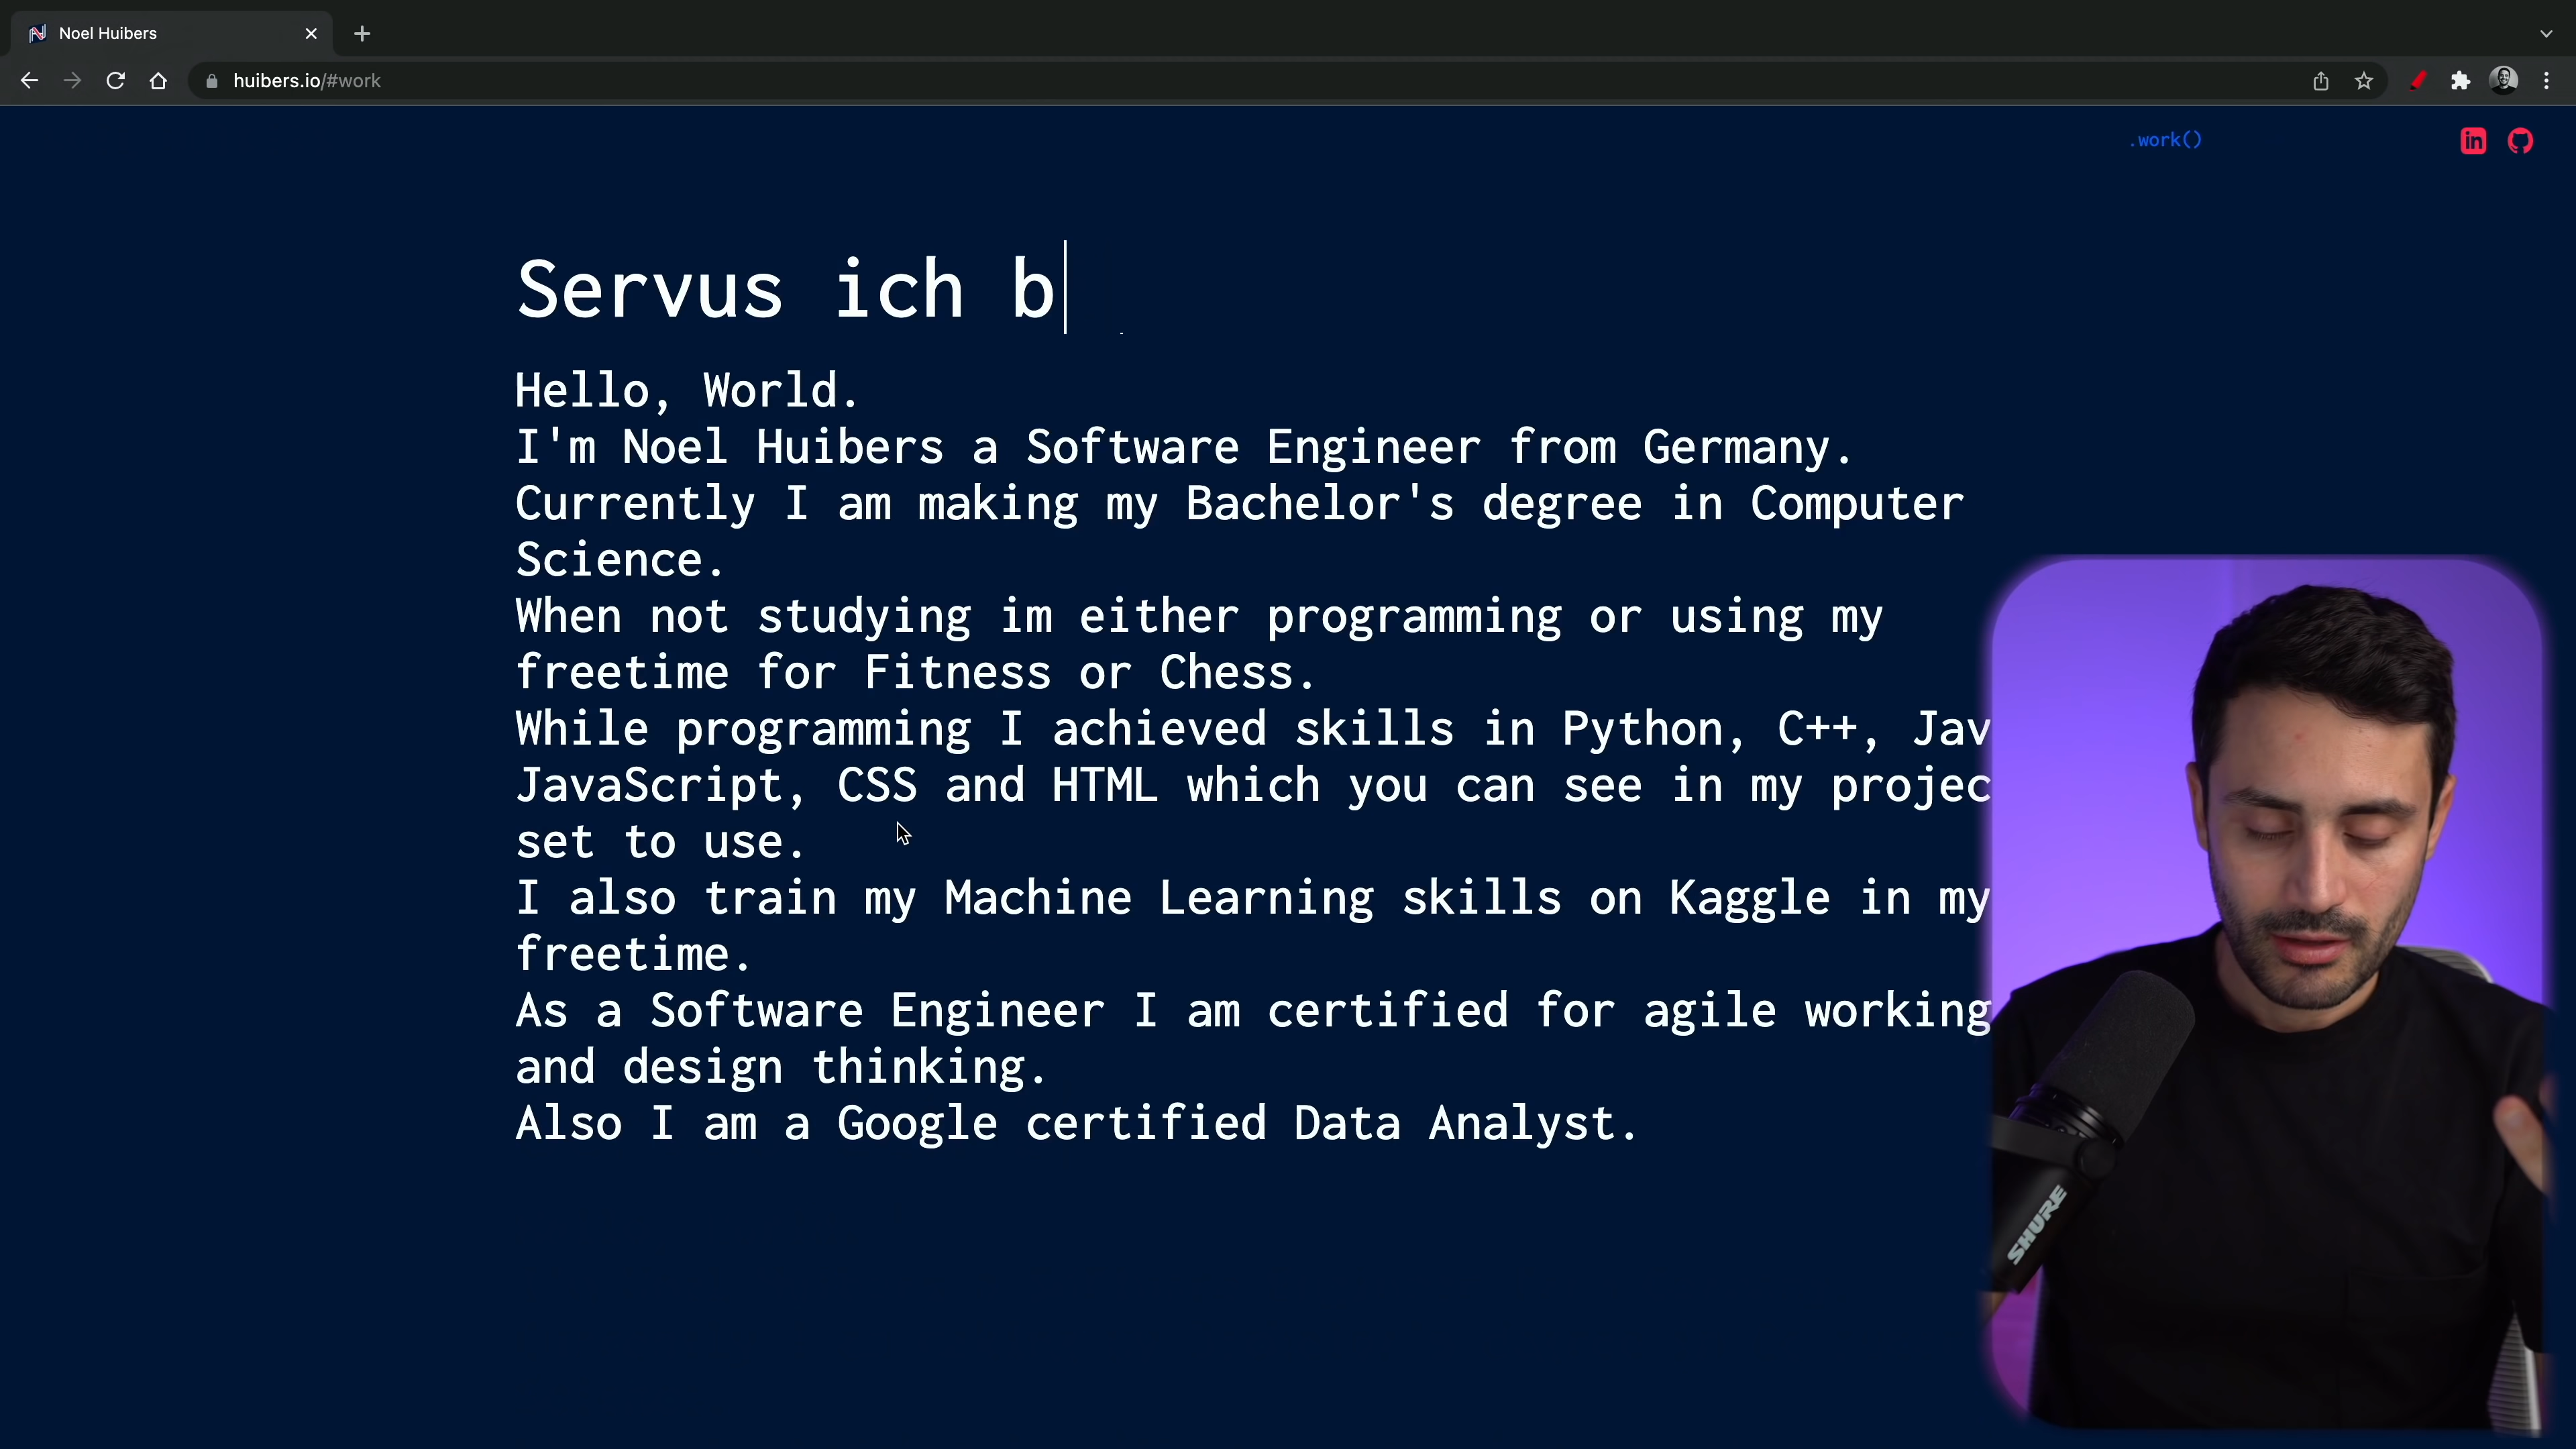 Noel Huibers
huibers.io/#work
.work()
Servus ich b
Hello, World.
I'm Noel Huibers a Software Engineer from Germany.
Currently I am making my Bachelor's degree in Computer
Science.
When not studying im either programming or using my
freetime for Fitness or Chess.
While programming I achieved skills in Python, C++, Jav
JavaScript, CSS and HTML which you can see in my projec
set to use.
I also train my Machine Learning skills on Kaggle in my
freetime.
As a Software Engineer I am certified for agile working
and design thinking.
Also I am a Google certified Data Analyst.
in
SHURE